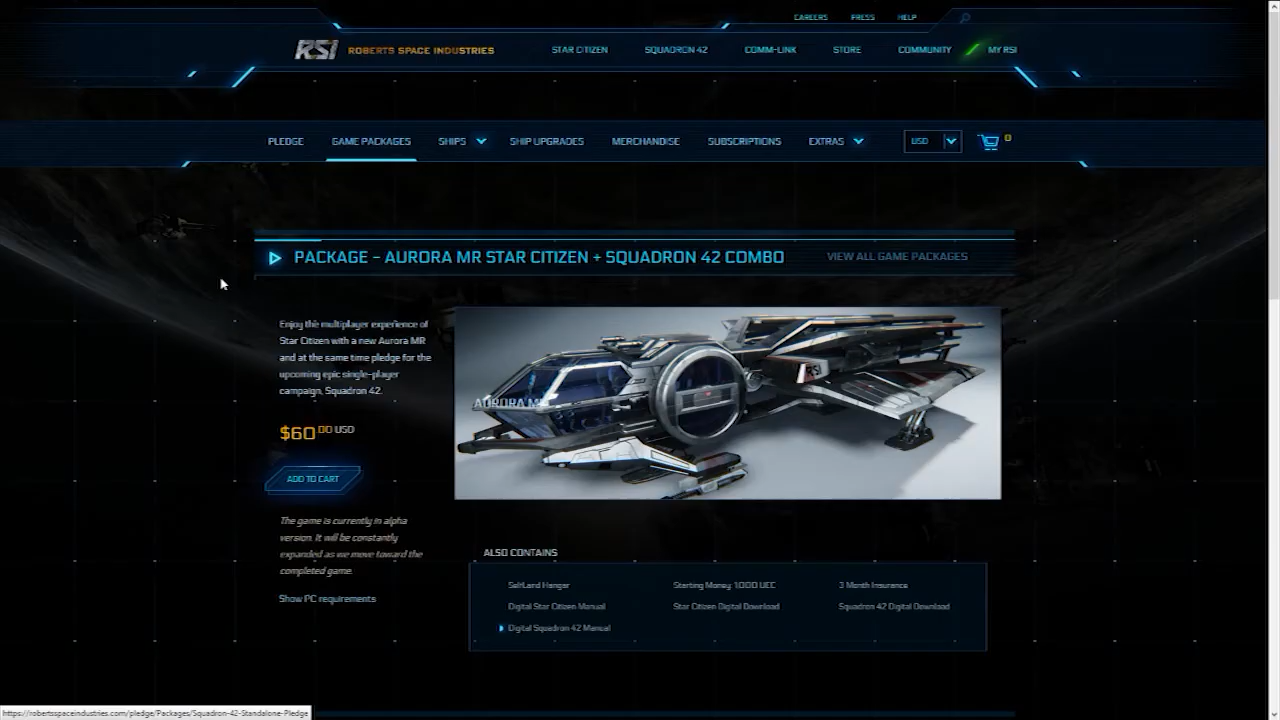 CAREERS PRESS HELP
RSI ROBERTS SPACE INDUSTRIES STAR CITIZEN SQUADRON 42 COMM-LINK STORE COMMUNITY MY RSI
PLEDGE GAME PACKAGES SHIPS SHIP UPGRADES MERCHANDISE SUBSCRIPTIONS EXTRAS USD 0
PACKAGE - AURORA MR STAR CITIZEN + SQUADRON 42 COMBO VIEW ALL GAME PACKAGES
Enjoy the multiplayer experience of
Star Citizen with a new Aurora MR
and at the same time pledge for the
upcoming epic single-player
campaign, Squadron 42.
$60.00 USD
ADD TO CART
The game is currently in alpha
version. It will be constantly
expanded as we move toward the
completed game.
Show PC requirements
AURORA MR
RSI
ALSO CONTAINS
SelfLand Hangar Starting Money: 1,000 UEC 3 Month Insurance
Digital Star Citizen Manual Star Citizen Digital Download Squadron 42 Digital Download
Digital Squadron 42 Manual
https://robertsspaceindustries.com/pledge/Packages/Squadron-42-Standalone-Pledge